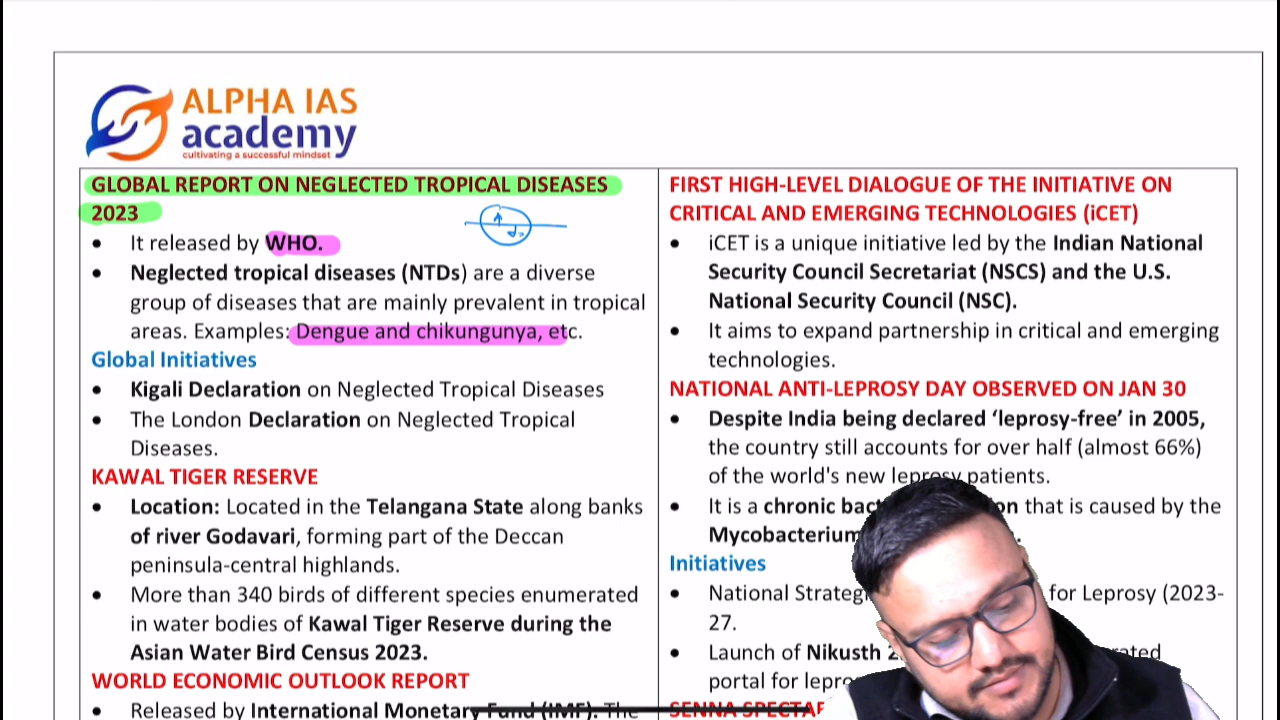 ALPHA IAS
academy
cultivating a successful mindset
GLOBAL REPORT ON NEGLECTED TROPICAL DISEASES
2023
• It released by WHO.
• Neglected tropical diseases (NTDs) are a diverse
group of diseases that are mainly prevalent in tropical
areas. Examples: Dengue and chikungunya, etc.
Global Initiatives
• Kigali Declaration on Neglected Tropical Diseases
• The London Declaration on Neglected Tropical
Diseases.
KAWAL TIGER RESERVE
• Location: Located in the Telangana State along banks
of river Godavari, forming part of the Deccan
peninsula-central highlands.
• More than 340 birds of different species enumerated
in water bodies of Kawal Tiger Reserve during the
Asian Water Bird Census 2023.
WORLD ECONOMIC OUTLOOK REPORT
• Released by International Monetary Fund (IMF). The
FIRST HIGH-LEVEL DIALOGUE OF THE INITIATIVE ON
CRITICAL AND EMERGING TECHNOLOGIES (iCET)
• iCET is a unique initiative led by the Indian National
Security Council Secretariat (NSCS) and the U.S.
National Security Council (NSC).
• It aims to expand partnership in critical and emerging
technologies.
NATIONAL ANTI-LEPROSY DAY OBSERVED ON JAN 30
• Despite India being declared ‘leprosy-free’ in 2005,
the country still accounts for over half (almost 66%)
of the world's new leprosy patients.
• It is a chronic that is caused by the
Mycobacterium
Initiatives
• National for Leprosy (2023-
27.
• Launch of Nikusth
portal for
SENNA